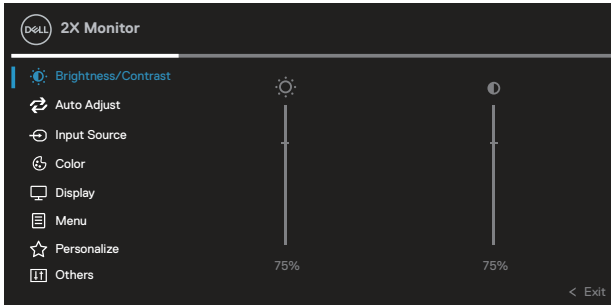 DELL 2X Monitor
Brightness/Contrast
Auto Adjust
Input Source
Color
Display
Menu
Personalize
Others
75% 75%
< Exit